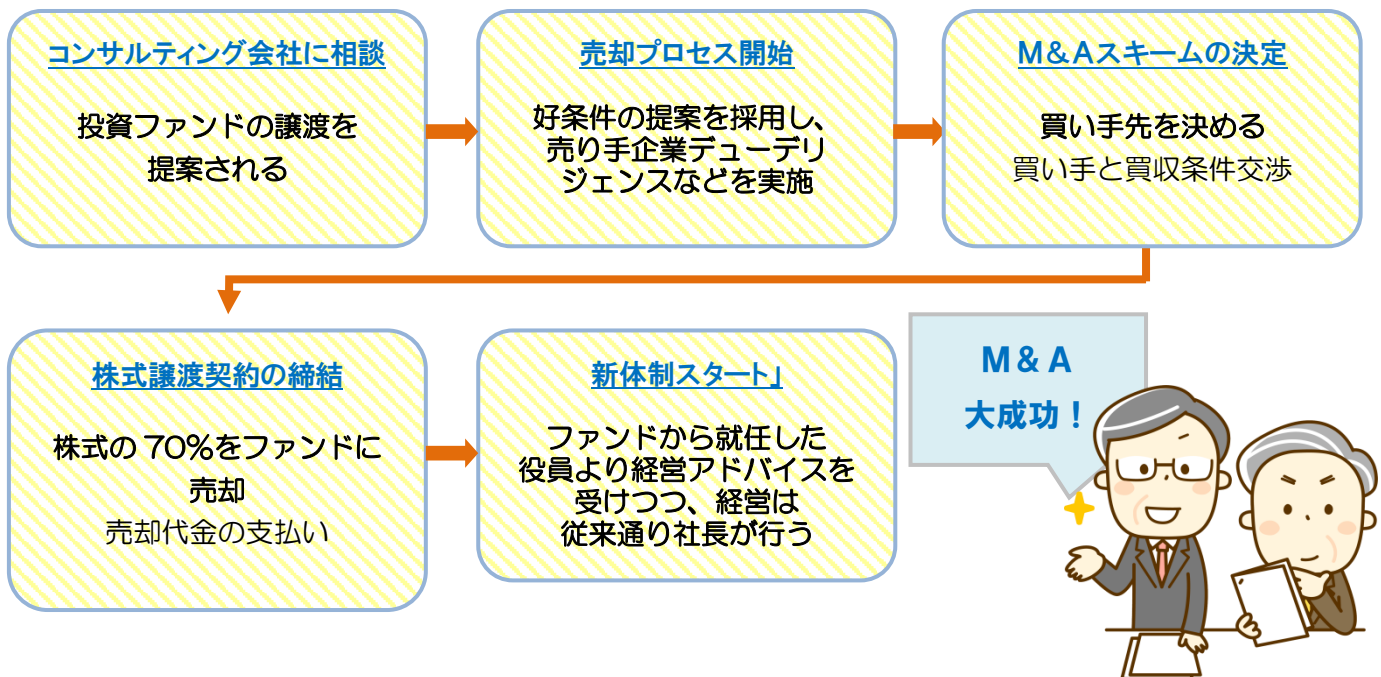 コンサルティング会社に相談
投資ファンドの譲渡を
提案される
売却プロセス開始
好条件の提案を採用し、
売り手企業デューデリ
ジェンスなどを実施
M&Aスキームの決定
買い手先を決める
買い手と買収条件交渉
株式譲渡契約の締結
株式の70%をファンドに
売却
売却代金の支払い
新体制スタート」
ファンドから就任した
役員より経営アドバイスを
受けつつ、経営は
従来通り社長が行う
M&A
大成功！